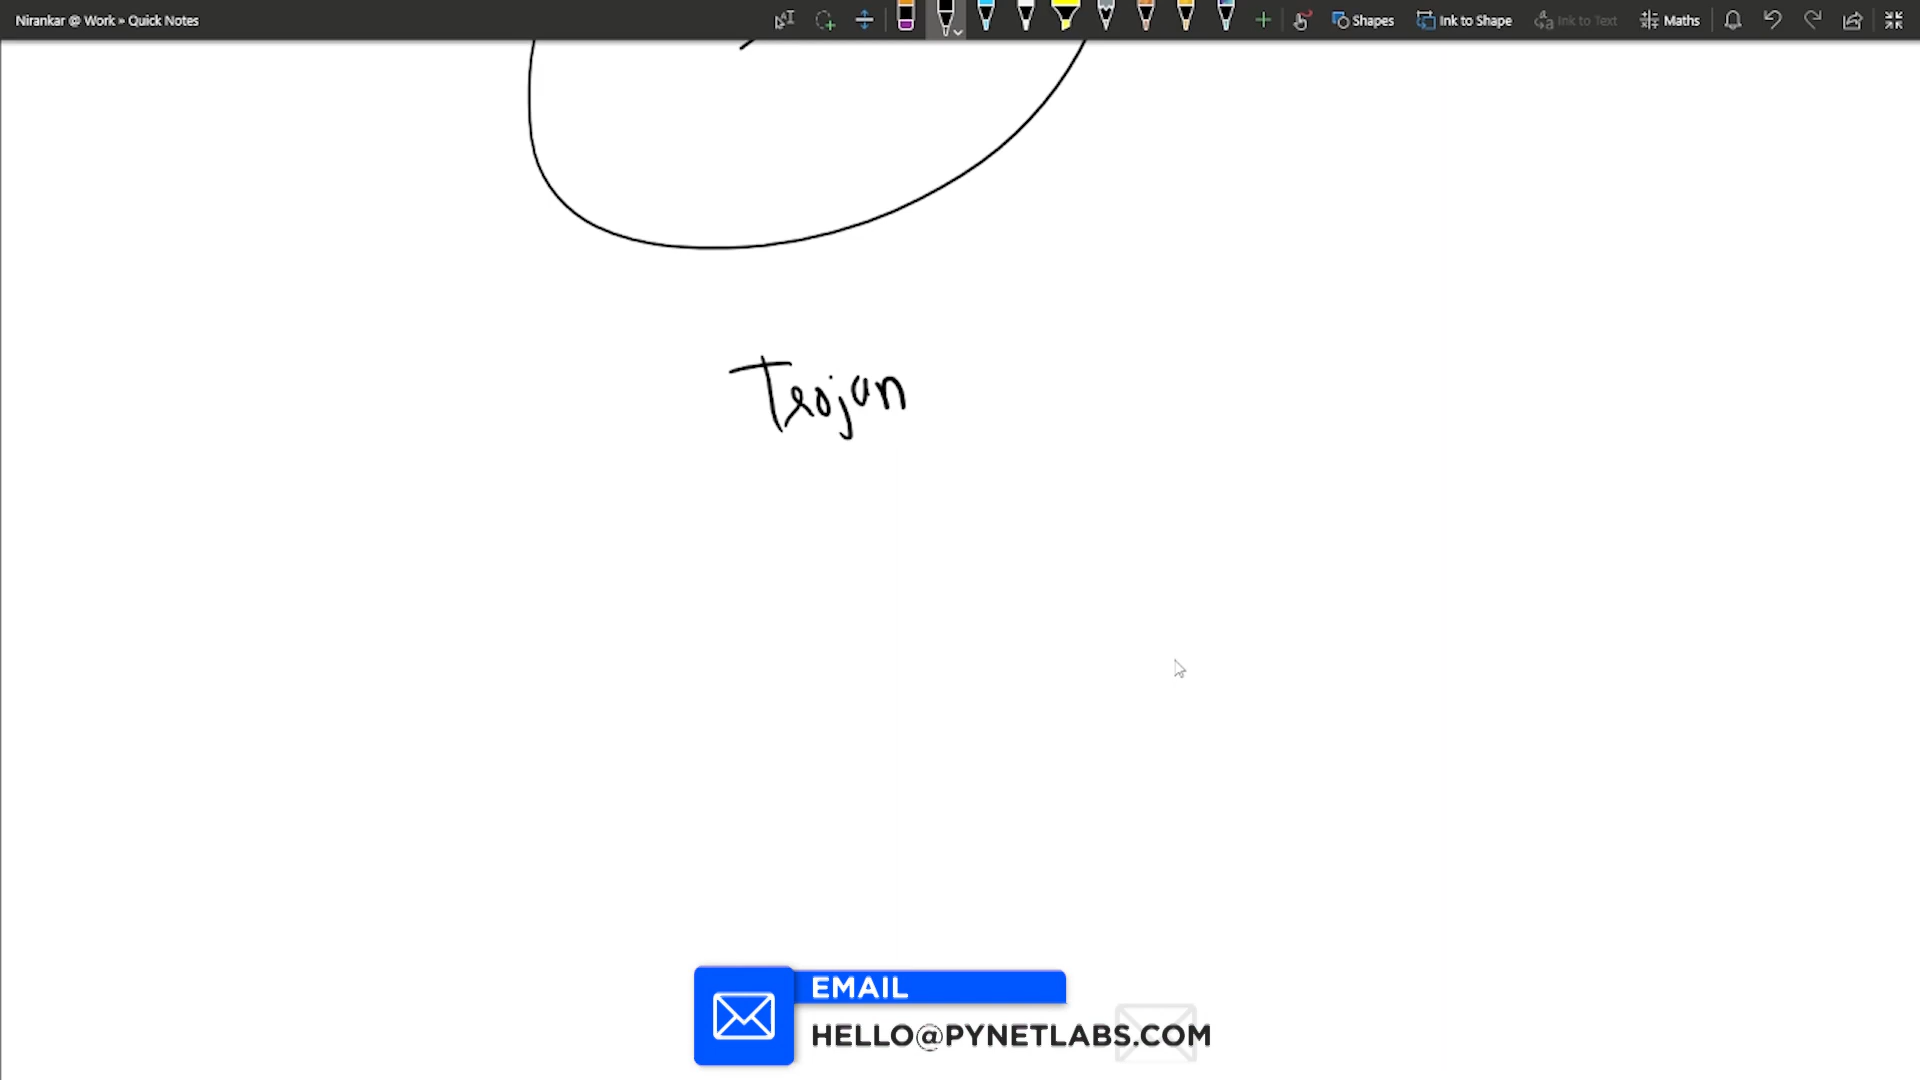 Nirankar @ Work » Quick Notes
Shapes
Ink to Shape
Ink to Text
Maths
Trojan
EMAIL
HELLO@PYNETLABS.COM